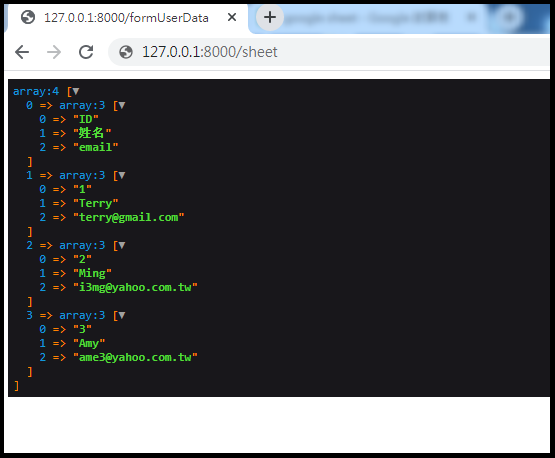 127.0.0.1:8000/formUserData
127.0.0.1:8000/sheet
array:4 [▼
  0 => array:3 [▼
    0 => "ID"
    1 => "姓名"
    2 => "email"
  ]
  1 => array:3 [▼
    0 => "1"
    1 => "Terry"
    2 => "terry@gmail.com"
  ]
  2 => array:3 [▼
    0 => "2"
    1 => "Ming"
    2 => "i3mg@yahoo.com.tw"
  ]
  3 => array:3 [▼
    0 => "3"
    1 => "Amy"
    2 => "ame3@yahoo.com.tw"
  ]
]